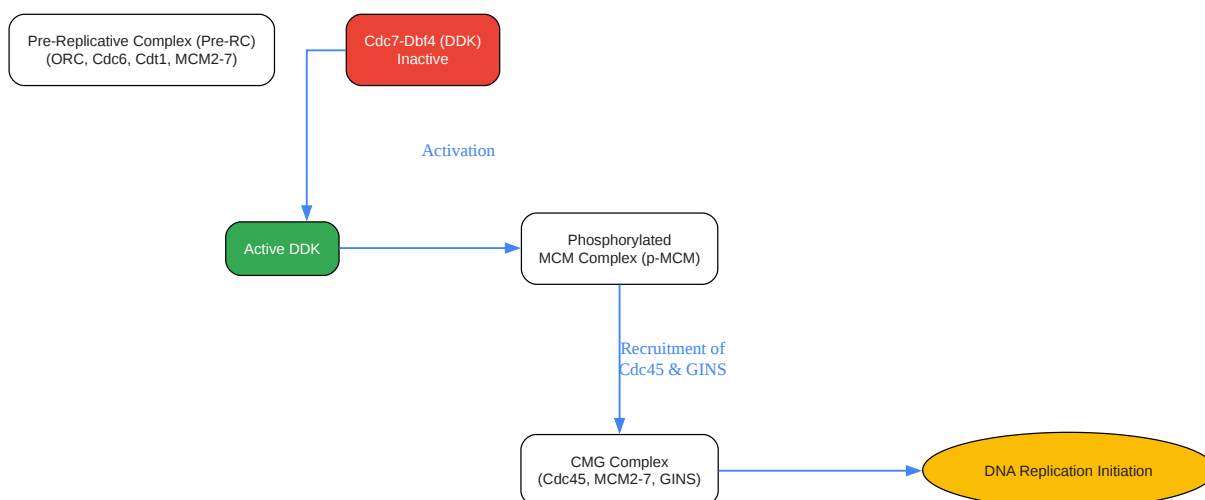 Pre-Replicative Complex (Pre-RC)
(ORC, Cdc6, Cdt1, MCM2-7)
Cdc7-Dbf4 (DDK)
Inactive
Activation
Active DDK
Phosphorylated
MCM Complex (p-MCM)
Recruitment of
Cdc45 & GINS
CMG Complex
(Cdc45, MCM2-7, GINS)
DNA Replication Initiation